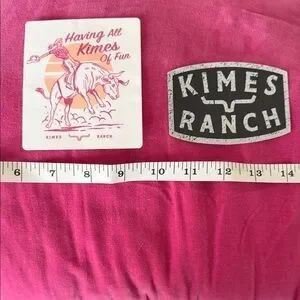 Having All
Kimes
Of Fun
KIMES RANCH
KIMES
RANCH
6 7 8 9 10 11 12 13 14